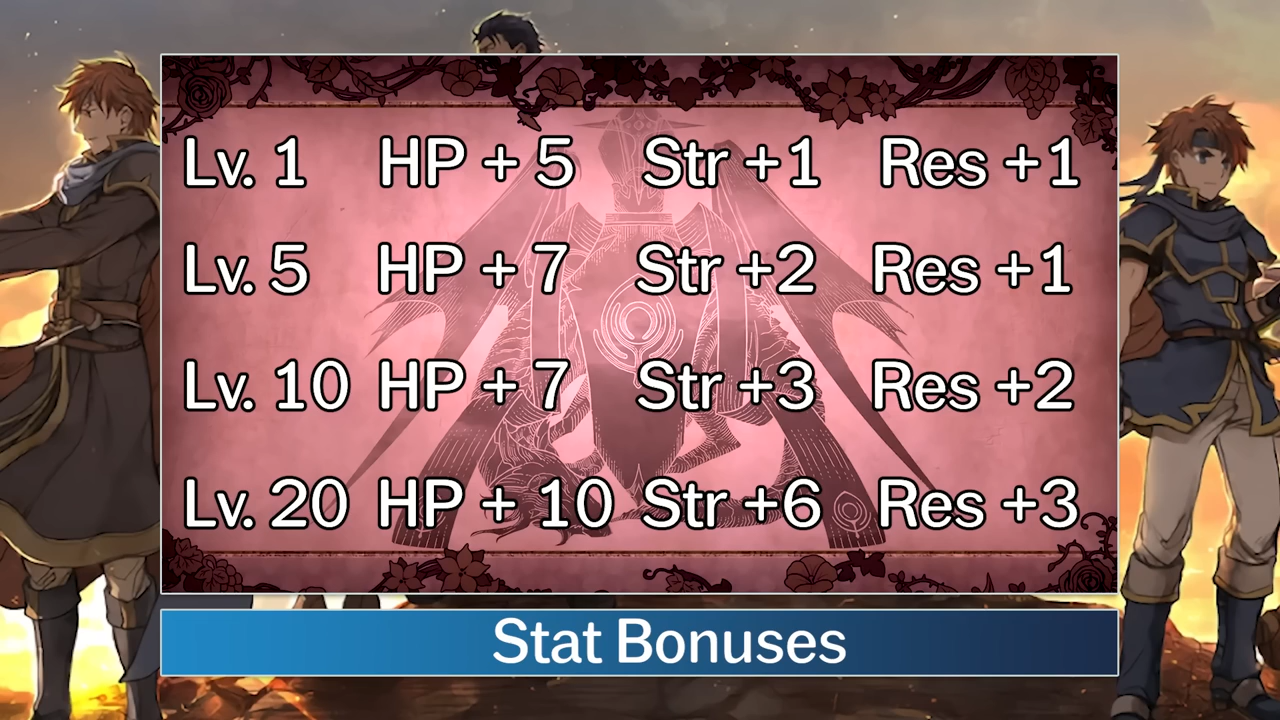 Lv. 1 HP + 5 Str +1 Res +1
Lv. 5 HP + 7 Str +2 Res +1
Lv. 10 HP + 7 Str +3 Res +2
Lv. 20 HP + 10 Str +6 Res +3
Stat Bonuses